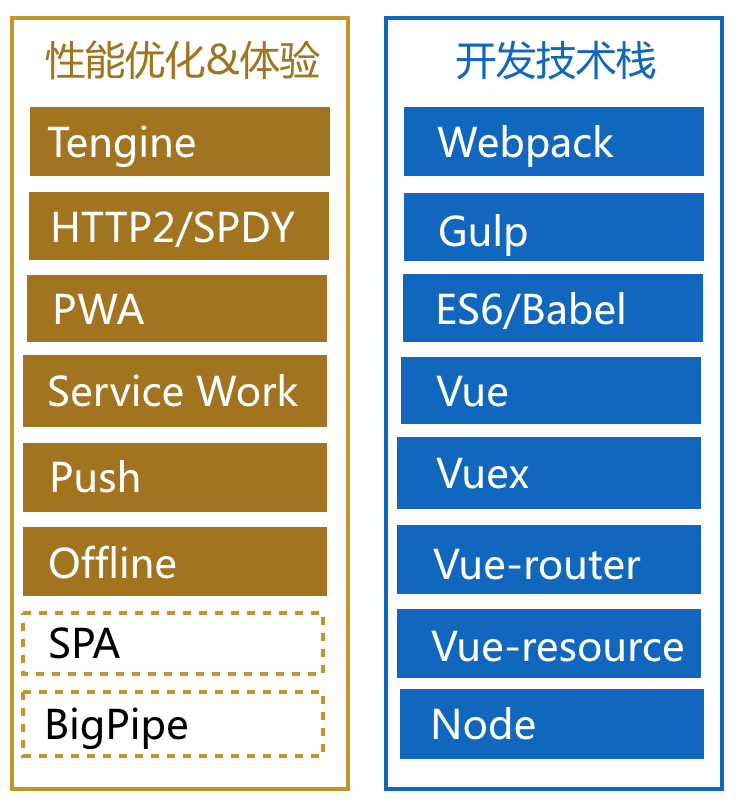 性能优化&体验
Tengine
HTTP2/SPDY
PWA
Service Work
Push
Offline
SPA
BigPipe
开发技术栈
Webpack
Gulp
ES6/Babel
Vue
Vuex
Vue-router
Vue-resource
Node